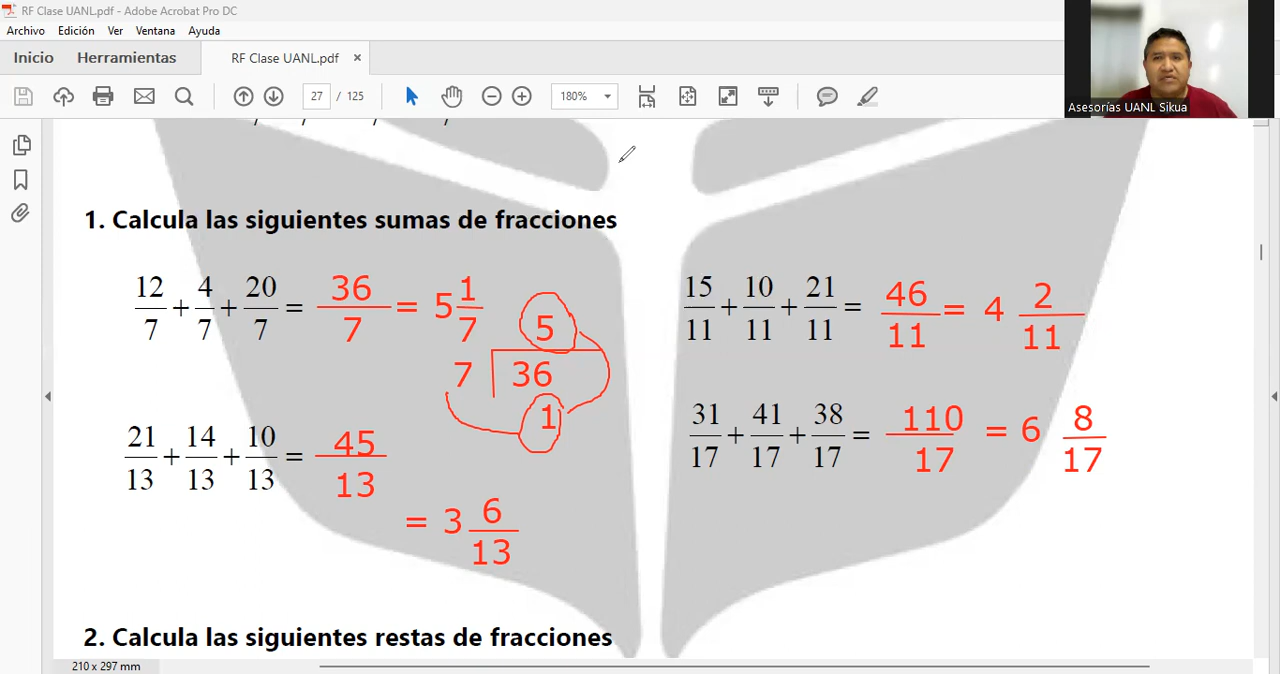 RF Clase UANL.pdf - Adobe Acrobat Pro DC
Archivo Edición Ver Ventana Ayuda
Inicio Herramientas RF Clase UANL.pdf ×
27 / 125 180%
Asesorías UANL Sikua
1. Calcula las siguientes sumas de fracciones
12/7 + 4/7 + 20/7 = 36/7 = 5 1/7
5
7 36
1
15/11 + 10/11 + 21/11 = 46/11 = 4 2/11
21/13 + 14/13 + 10/13 = 45/13
= 3 6/13
31/17 + 41/17 + 38/17 = 110/17 = 6 8/17
2. Calcula las siguientes restas de fracciones
210 x 297 mm